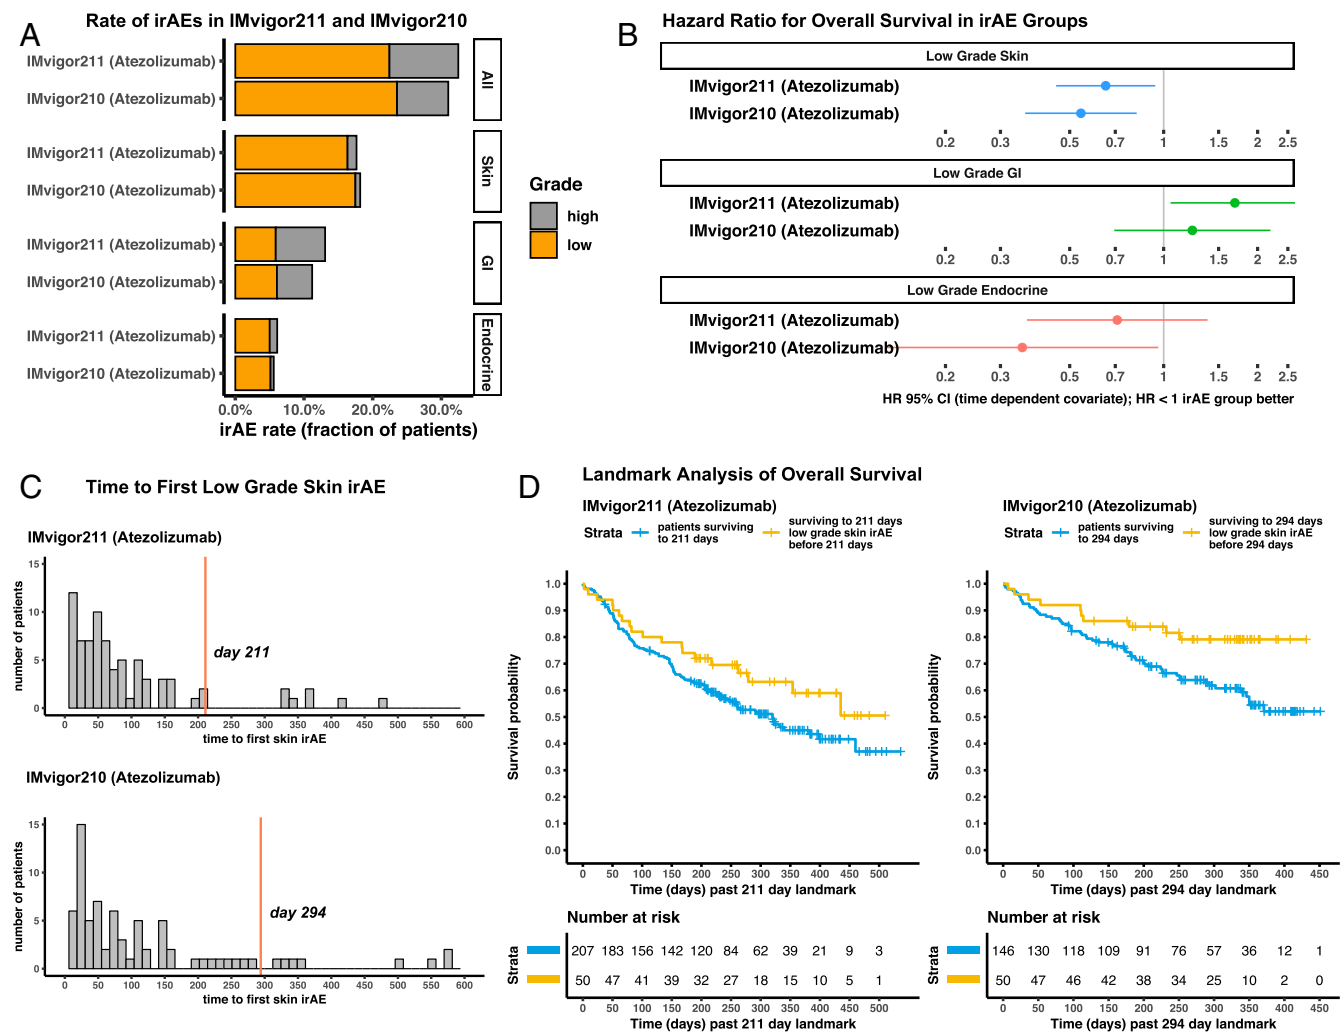 A
Rate of irAEs in IMvigor211 and IMvigor210
IMvigor211 (Atezolizumab)
IMvigor210 (Atezolizumab)
All
IMvigor211 (Atezolizumab)
IMvigor210 (Atezolizumab)
Skin
IMvigor211 (Atezolizumab)
IMvigor210 (Atezolizumab)
GI
IMvigor211 (Atezolizumab)
IMvigor210 (Atezolizumab)
Endocrine
0.0% 10.0% 20.0% 30.0%
irAE rate (fraction of patients)
Grade
high
low
B
Hazard Ratio for Overall Survival in irAE Groups
Low Grade Skin
IMvigor211 (Atezolizumab)
IMvigor210 (Atezolizumab)
0.2 0.3 0.5 0.7 1 1.5 2 2.5
Low Grade GI
IMvigor211 (Atezolizumab)
IMvigor210 (Atezolizumab)
0.2 0.3 0.5 0.7 1 1.5 2 2.5
Low Grade Endocrine
IMvigor211 (Atezolizumab)
IMvigor210 (Atezolizumab)
0.2 0.3 0.5 0.7 1 1.5 2 2.5
HR 95% CI (time dependent covariate); HR < 1 irAE group better
C
Time to First Low Grade Skin irAE
IMvigor211 (Atezolizumab)
number of patients
15
10
5
0
day 211
0 50 100 150 200 250 300 350 400 450 500 550 600
time to first skin irAE
IMvigor210 (Atezolizumab)
number of patients
15
10
5
0
day 294
0 50 100 150 200 250 300 350 400 450 500 550 600
time to first skin irAE
D
Landmark Analysis of Overall Survival
IMvigor211 (Atezolizumab)
Strata
patients surviving
to 211 days
surviving to 211 days
low grade skin irAE
before 211 days
Survival probability
1.0
0.9
0.8
0.7
0.6
0.5
0.4
0.3
0.2
0.1
0.0
0 50 100 150 200 250 300 350 400 450 500
Time (days) past 211 day landmark
Number at risk
Strata
207 183 156 142 120 84 62 39 21 9 3
50 47 41 39 32 27 18 15 10 5 1
0 50 100 150 200 250 300 350 400 450 500
Time (days) past 211 day landmark
IMvigor210 (Atezolizumab)
Strata
patients surviving
to 294 days
surviving to 294 days
low grade skin irAE
before 294 days
Survival probability
1.0
0.9
0.8
0.7
0.6
0.5
0.4
0.3
0.2
0.1
0.0
0 50 100 150 200 250 300 350 400 450
Time (days) past 294 day landmark
Number at risk
Strata
146 130 118 109 91 76 57 36 12 1
50 47 46 42 38 34 25 10 2 0
0 50 100 150 200 250 300 350 400 450
Time (days) past 294 day landmark